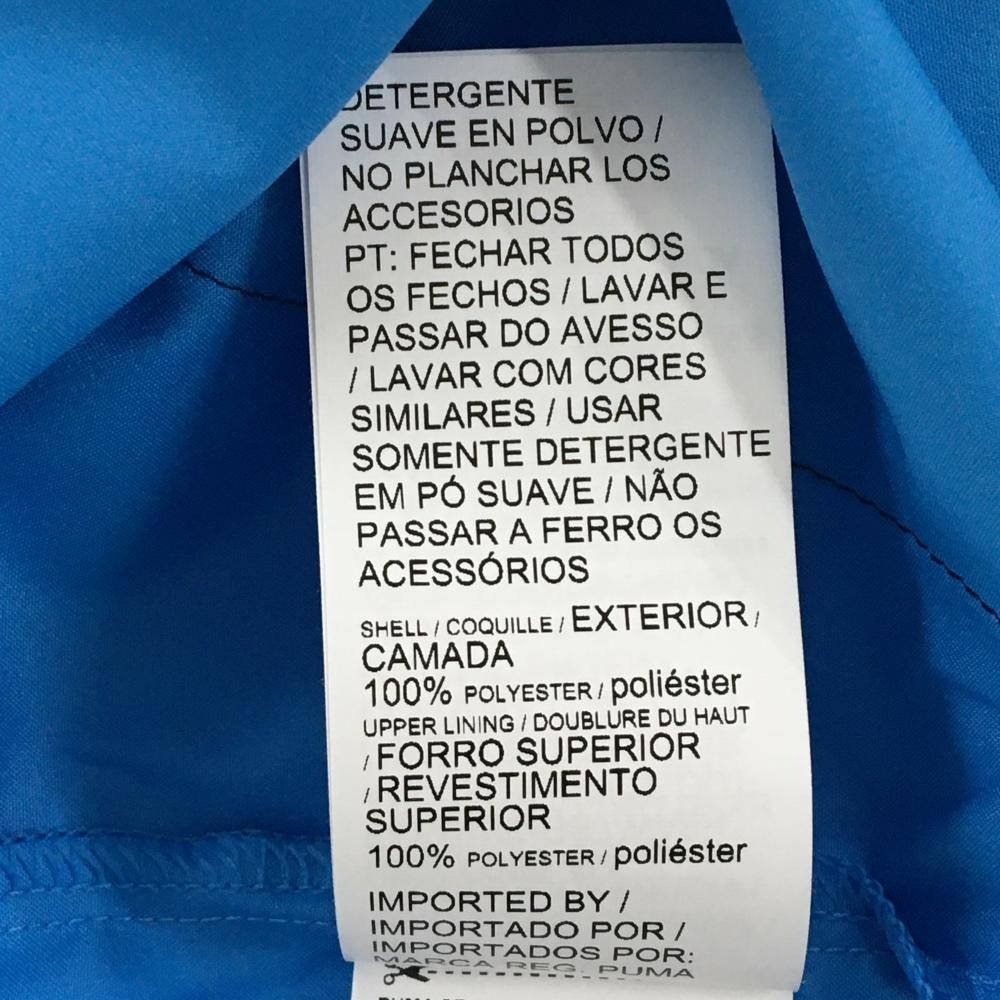 DETERGENTE
SUAVE EN POLVO /
NO PLANCHAR LOS
ACCESORIOS
PT: FECHAR TODOS
OS FECHOS / LAVAR E
PASSAR DO AVESSO
/ LAVAR COM CORES
SIMILARES / USAR
SOMENTE DETERGENTE
EM PÓ SUAVE / NÃO
PASSAR A FERRO OS
ACESSÓRIOS
SHELL / COQUILLE / EXTERIOR /
CAMADA
100% POLYESTER / poliéster
UPPER LINING / DOUBLURE DU HAUT
/ FORRO SUPERIOR
/ REVESTIMENTO
SUPERIOR
100% POLYESTER / poliéster
IMPORTED BY /
IMPORTADO POR /
IMPORTADOS POR:
MARCA REG. PUMA